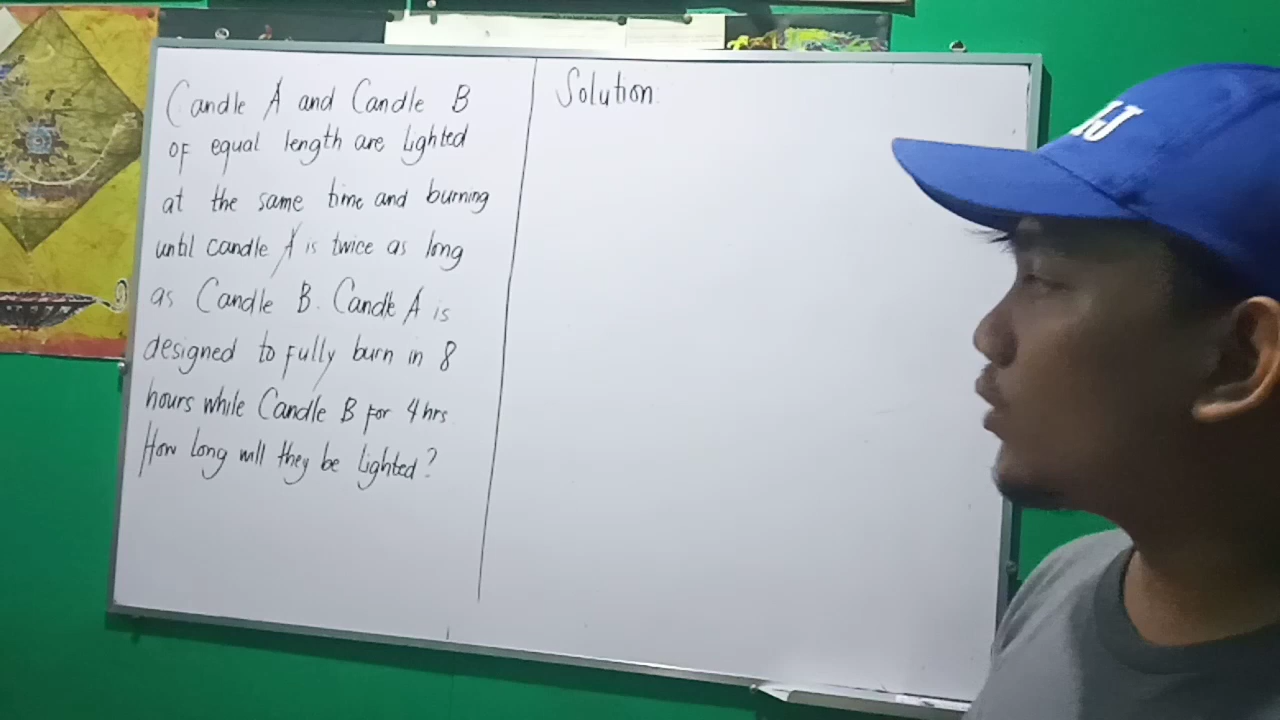 Candle A and Candle B
of equal length are lighted
at the same time and burning
until candle A is twice as long
as Candle B. Candle A is
designed to fully burn in 8
hours while Candle B for 4 hrs.
How long will they be lighted?
Solution: